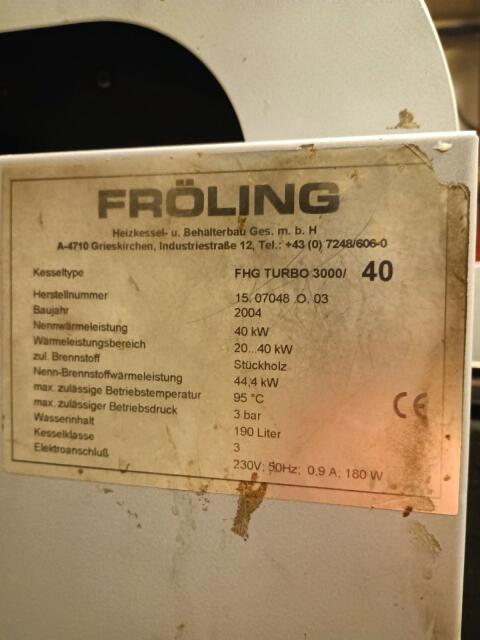 FRÖLING
Heizkessel- u. Behälterbau Ges. m. b. H
A-4710 Grieskirchen, Industriestraße 12, Tel.: +43 (0) 7248/606-0
Kesseltype FHG TURBO 3000/ 40
Herstellnummer 15. 07048 .O. 03
Baujahr 2004
Nennwärmeleistung 40 kW
Wärmeleistungsbereich 20...40 kW
zul. Brennstoff Stückholz
Nenn-Brennstoffwärmeleistung 44,4 kW
max. zulässige Betriebstemperatur 95 °C
max. zulässiger Betriebsdruck 3 bar
Wasserinhalt 190 Liter
Kesselklasse 3
Elektroanschluß 230V; 50Hz; 0,9 A; 180 W
CE